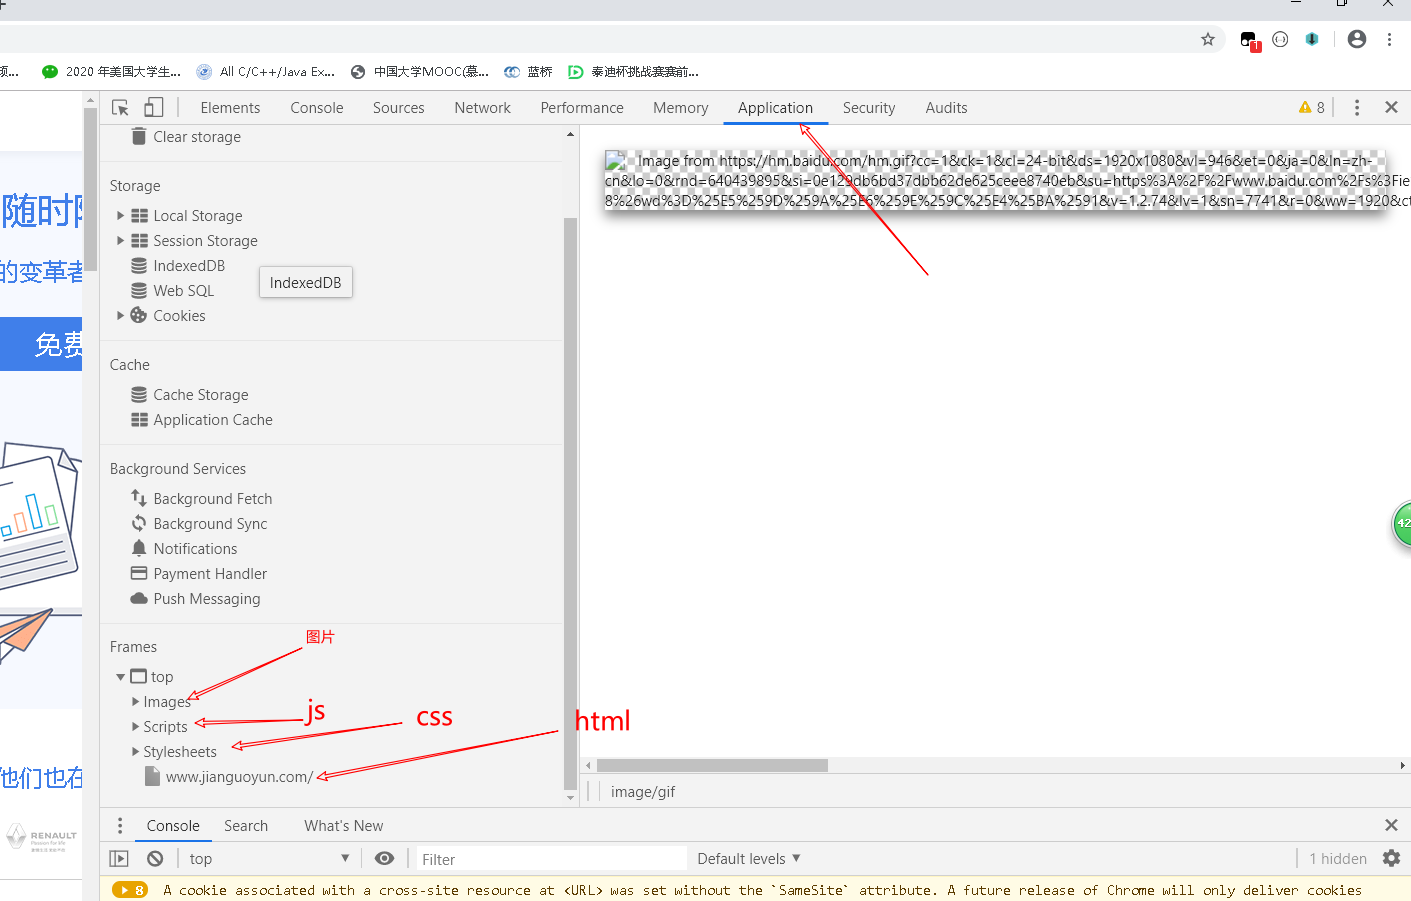 频... 2020 年美国大学生... All C/C++/Java Ex... 中国大学MOOC(慕... 蓝桥 泰迪杯挑战赛赛前...
Elements Console Sources Network Performance Memory Application Security Audits 8
Clear storage
Storage
Local Storage
Session Storage
IndexedDB
IndexedDB
Web SQL
Cookies
Cache
Cache Storage
Application Cache
Background Services
Background Fetch
Background Sync
Notifications
Payment Handler
Push Messaging
Frames
图片
top
Images
js
Scripts
css
html
Stylesheets
www.jianguoyun.com/
Image from https://hm.baidu.com/hm.gif?cc=1&ck=1&cl=24-bit&ds=1920x1080&vl=946&et=0&ja=0&ln=zh-
cn&lo=0&rnd=640439895&si=0e129db6bd37dbb62de625ceee8740eb&su=https%3A%2F%2Fwww.baidu.com%2Fs%3Fie
8%26wd%3D%25E5%259D%259A%25E6%259E%259C%25E4%25BA%2591&v=1.2.74&lv=1&sn=7741&r=0&ww=1920&ct
image/gif
随时随
的变革者
免费
他们也在
RENAULT
Passion for life
42
Console Search What's New
top Filter Default levels 1 hidden
8 A cookie associated with a cross-site resource at <URL> was set without the `SameSite` attribute. A future release of Chrome will only deliver cookies